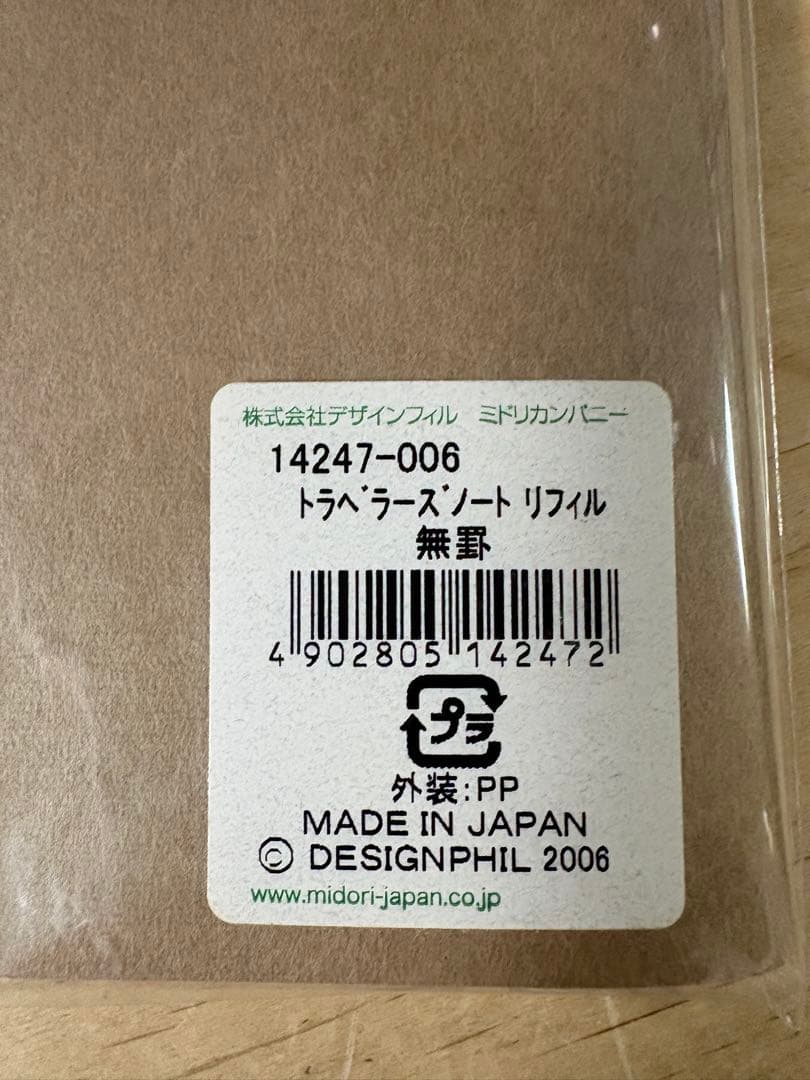 株式会社デザインフィル　ミドリカンパニー
14247-006
ﾄﾗﾍﾞﾗｰｽﾞﾉｰﾄ ﾘﾌｨﾙ
無罫
4 902805 142472
プラ
外装:PP
MADE IN JAPAN
© DESIGNPHIL 2006
www.midori-japan.co.jp